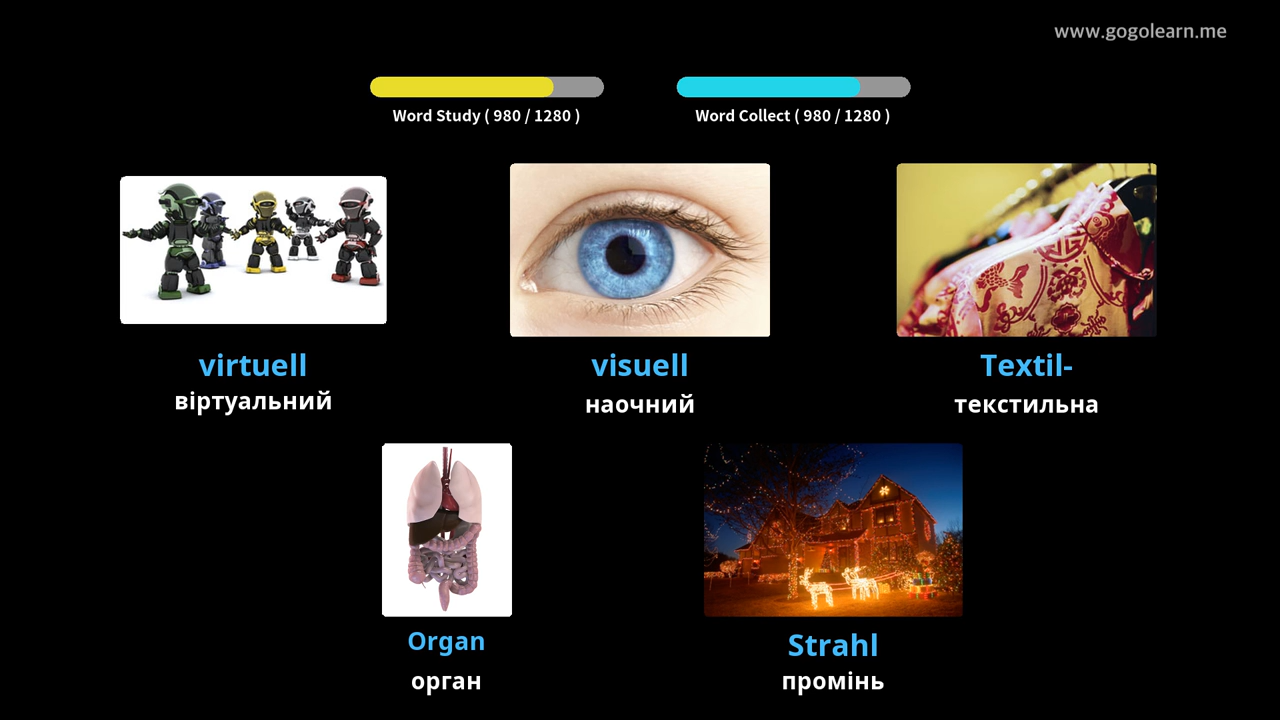 www.gogolearn.me
Word Study ( 980 / 1280 )
Word Collect ( 980 / 1280 )
virtuell
віртуальний
visuell
наочний
Textil-
текстильна
Organ
орган
Strahl
промінь